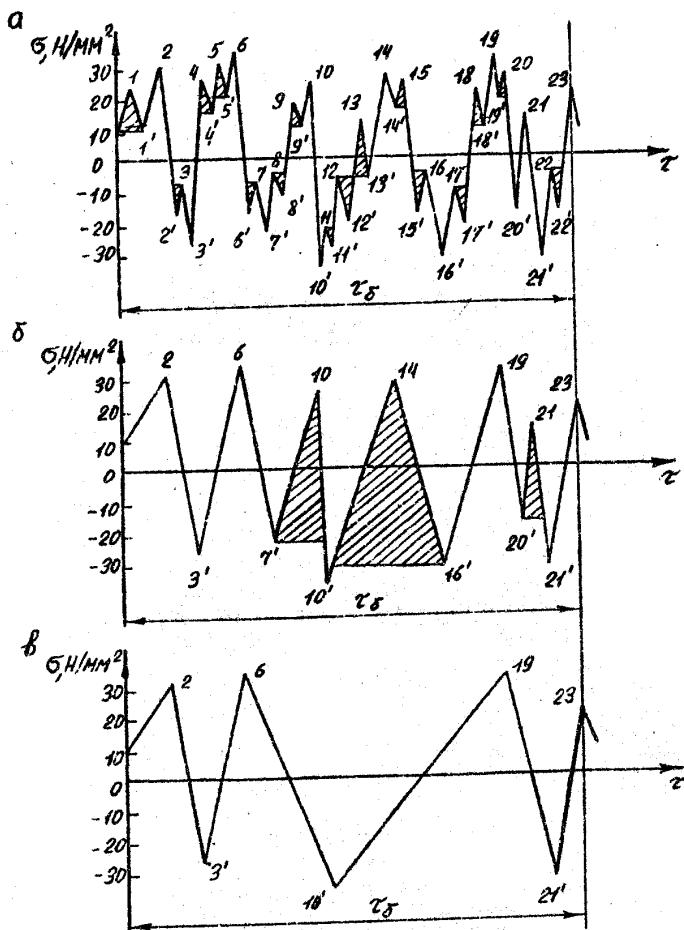 а
σ, Н/мм²
1 2 4 5 6 9 10 13 14 15 18 19 20 21 23
30
20
10
0
-10
-20
-30
1' 4' 5' 9' 14' 18' 19'
3 7 8 11 12 13' 16 17 22
2' 3' 6' 7' 8' 10' 11' 12' 15' 16' 17' 20' 21' 22'
τ
τδ
б
σ, Н/мм²
2 6 10 14 19 21 23
30
20
10
0
-10
-20
-30
3' 7' 10' 16' 20' 21'
τ
τδ
в
σ, Н/мм²
2 6 19 23
30
20
10
0
-10
-20
-30
3' 10' 21'
τ
τδ